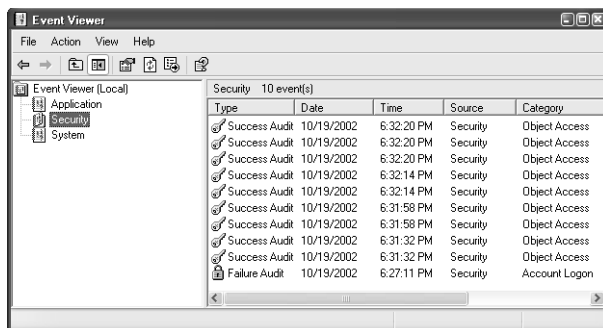 Event Viewer
File Action View Help
Event Viewer (Local)
Application
Security
System
Security 10 event(s)
Type Date Time Source Category
Success Audit 10/19/2002 6:32:20 PM Security Object Access
Success Audit 10/19/2002 6:32:20 PM Security Object Access
Success Audit 10/19/2002 6:32:20 PM Security Object Access
Success Audit 10/19/2002 6:32:14 PM Security Object Access
Success Audit 10/19/2002 6:32:14 PM Security Object Access
Success Audit 10/19/2002 6:31:58 PM Security Object Access
Success Audit 10/19/2002 6:31:58 PM Security Object Access
Success Audit 10/19/2002 6:31:32 PM Security Object Access
Success Audit 10/19/2002 6:31:32 PM Security Object Access
Failure Audit 10/19/2002 6:27:11 PM Security Account Logon